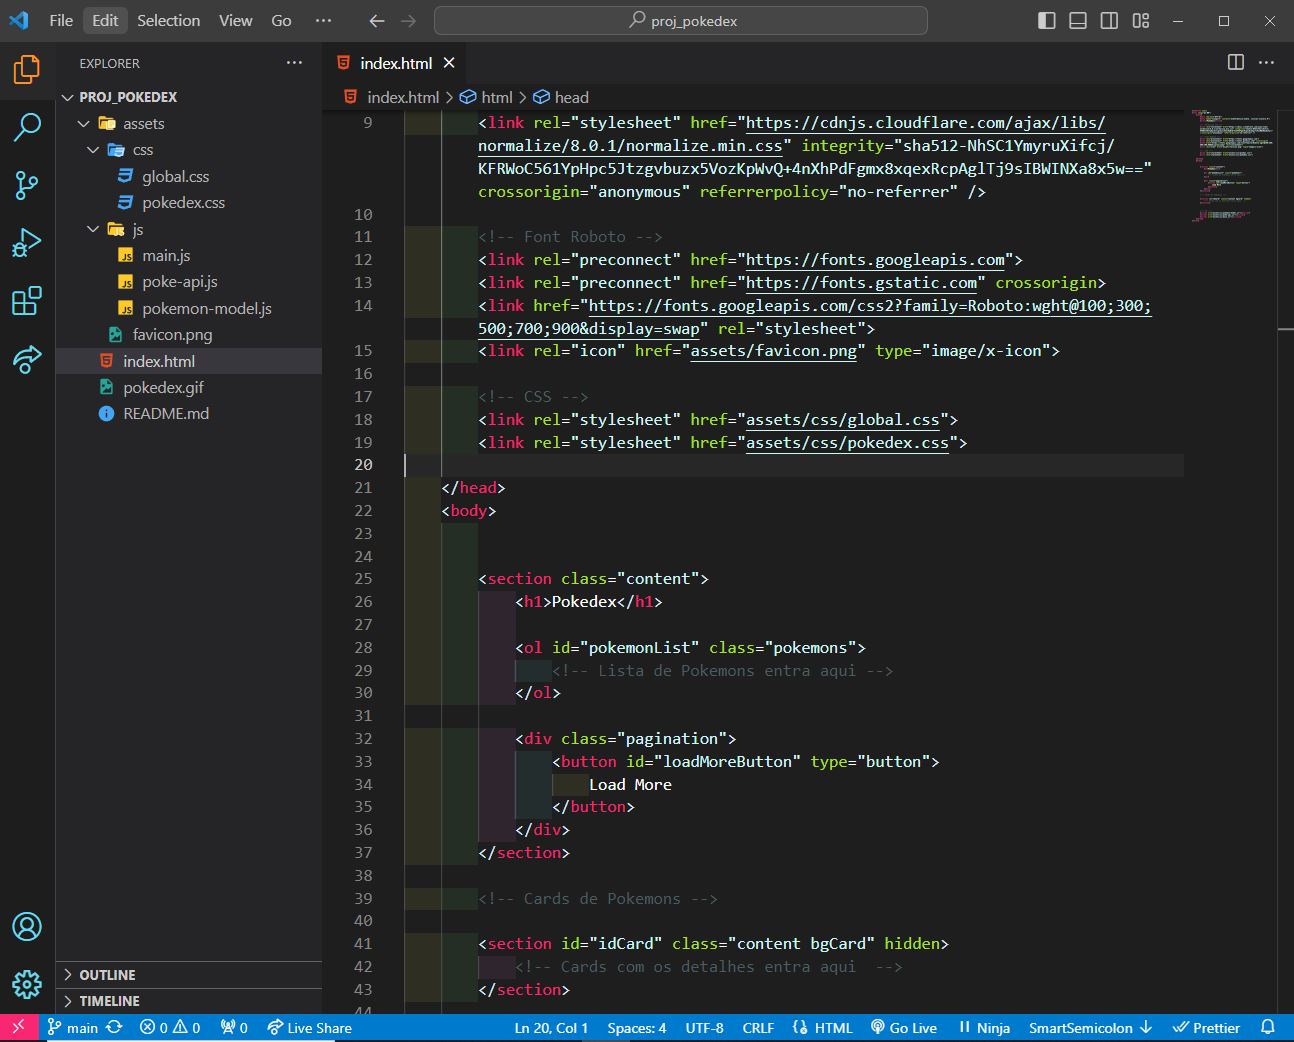 File Edit Selection View Go ··· proj_pokedex
EXPLORER ···
PROJ_POKEDEX
assets
css
global.css
pokedex.css
js
main.js
poke-api.js
pokemon-model.js
favicon.png
index.html
pokedex.gif
README.md
OUTLINE
TIMELINE
index.html
index.html > html > head
9 <link rel="stylesheet" href="https://cdnjs.cloudflare.com/ajax/libs/
normalize/8.0.1/normalize.min.css" integrity="sha512-NhSC1YmyruXifcj/
KFRWoC561YpHpc5Jtzgvbuzx5VozKpWvQ+4nXhPdFgmx8xqexRcpAglTj9sIBWINXa8x5w=="
crossorigin="anonymous" referrerpolicy="no-referrer" />
10
11 <!-- Font Roboto -->
12 <link rel="preconnect" href="https://fonts.googleapis.com">
13 <link rel="preconnect" href="https://fonts.gstatic.com" crossorigin>
14 <link href="https://fonts.googleapis.com/css2?family=Roboto:wght@100;300;
500;700;900&display=swap" rel="stylesheet">
15 <link rel="icon" href="assets/favicon.png" type="image/x-icon">
16
17 <!-- CSS -->
18 <link rel="stylesheet" href="assets/css/global.css">
19 <link rel="stylesheet" href="assets/css/pokedex.css">
20
21 </head>
22 <body>
23
24
25 <section class="content">
26 <h1>Pokedex</h1>
27
28 <ol id="pokemonList" class="pokemons">
29 <!-- Lista de Pokemons entra aqui -->
30 </ol>
31
32 <div class="pagination">
33 <button id="loadMoreButton" type="button">
34 Load More
35 </button>
36 </div>
37 </section>
38
39 <!-- Cards de Pokemons -->
40
41 <section id="idCard" class="content bgCard" hidden>
42 <!-- Cards com os detalhes entra aqui  -->
43 </section>
44
main 0 0 0 Live Share Ln 20, Col 1 Spaces: 4 UTF-8 CRLF HTML Go Live Ninja SmartSemicolon ↓ Prettier